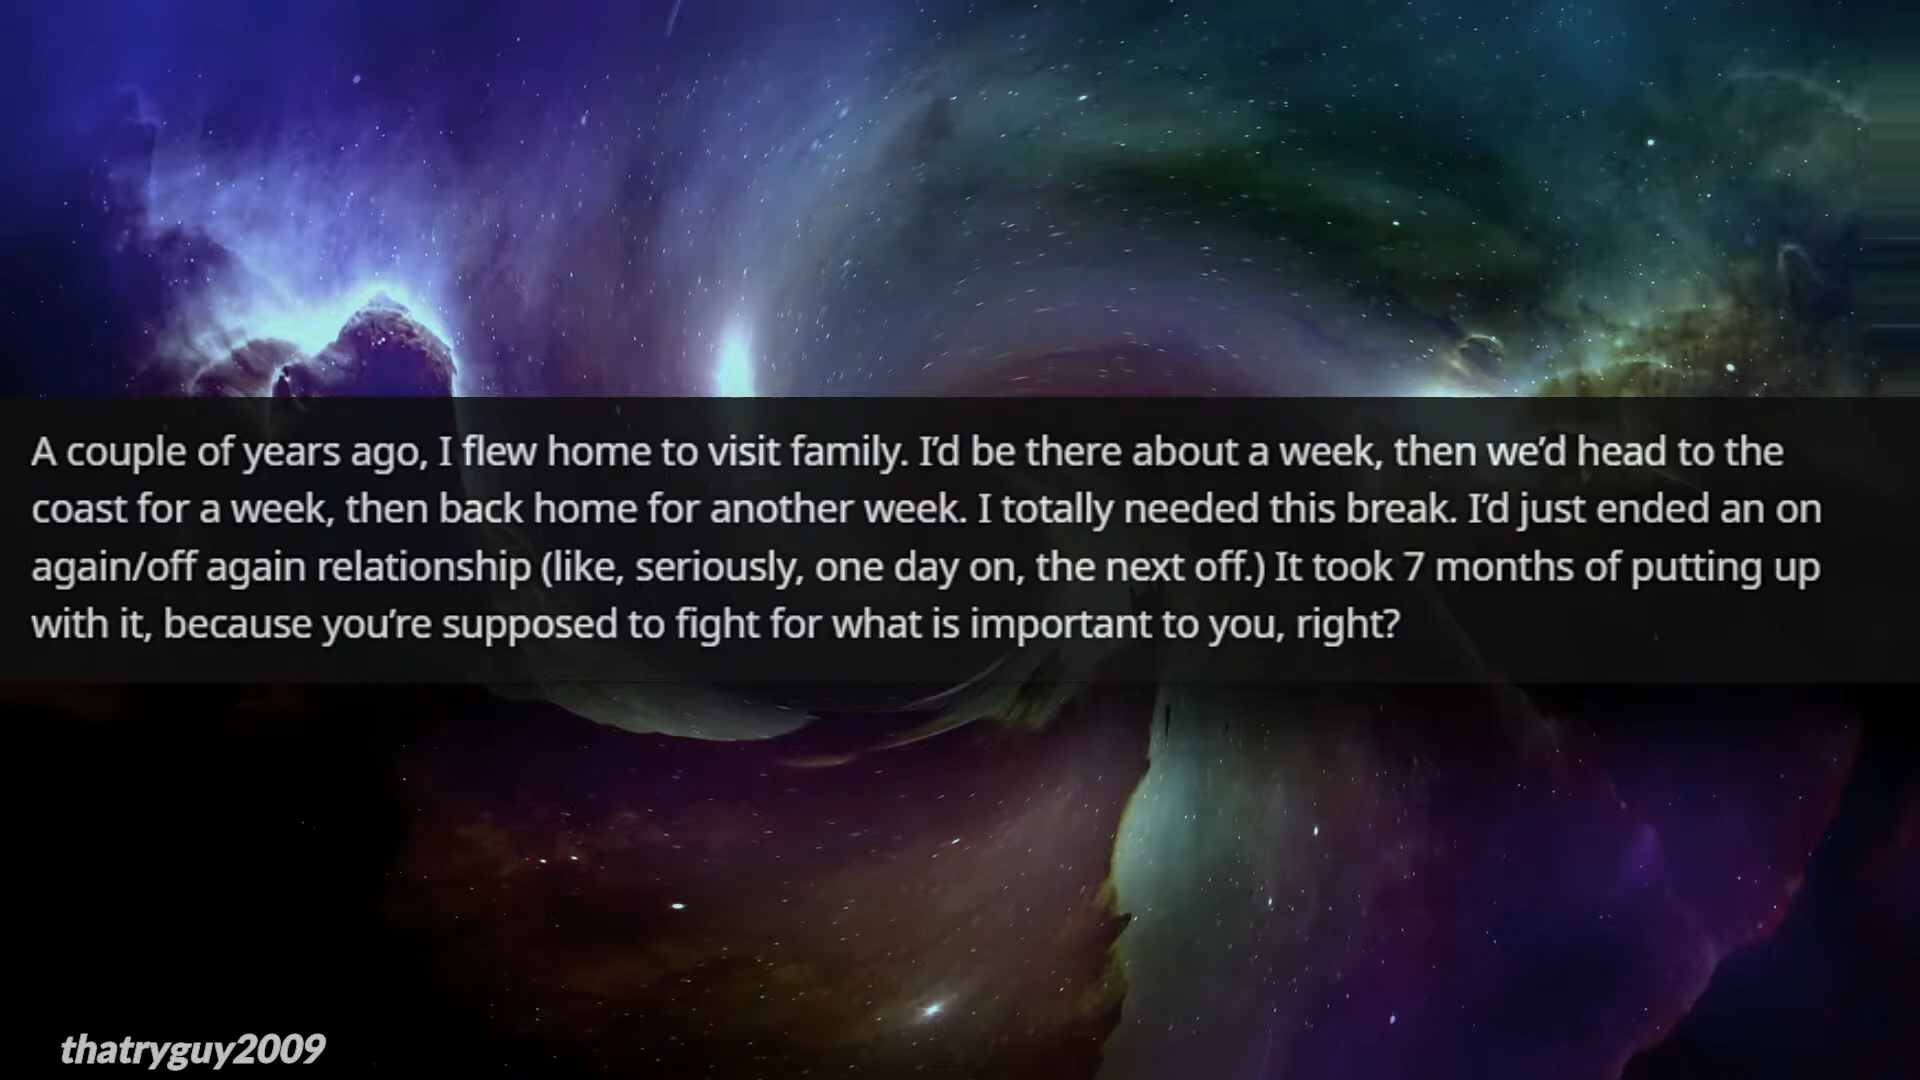 A couple of years ago, I flew home to visit family. I’d be there about a week, then we’d head to the
coast for a week, then back home for another week. I totally needed this break. I’d just ended an on
again/off again relationship (like, seriously, one day on, the next off.) It took 7 months of putting up
with it, because you’re supposed to fight for what is important to you, right?
thatryguy2009